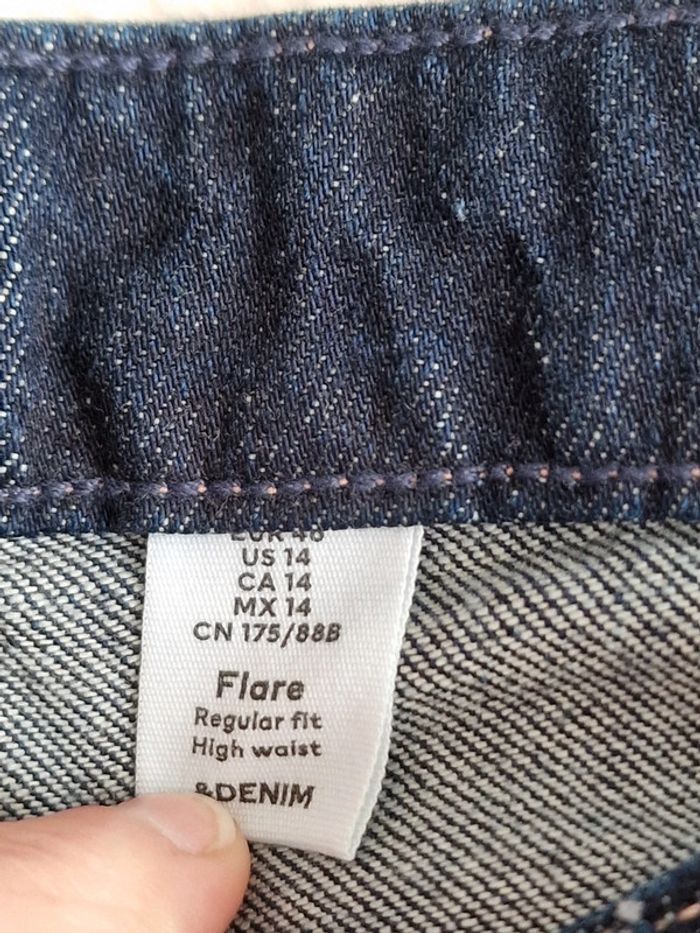 US 14
CA 14
MX 14
CN 175/88B
Flare
Regular fit
High waist
&DENIM